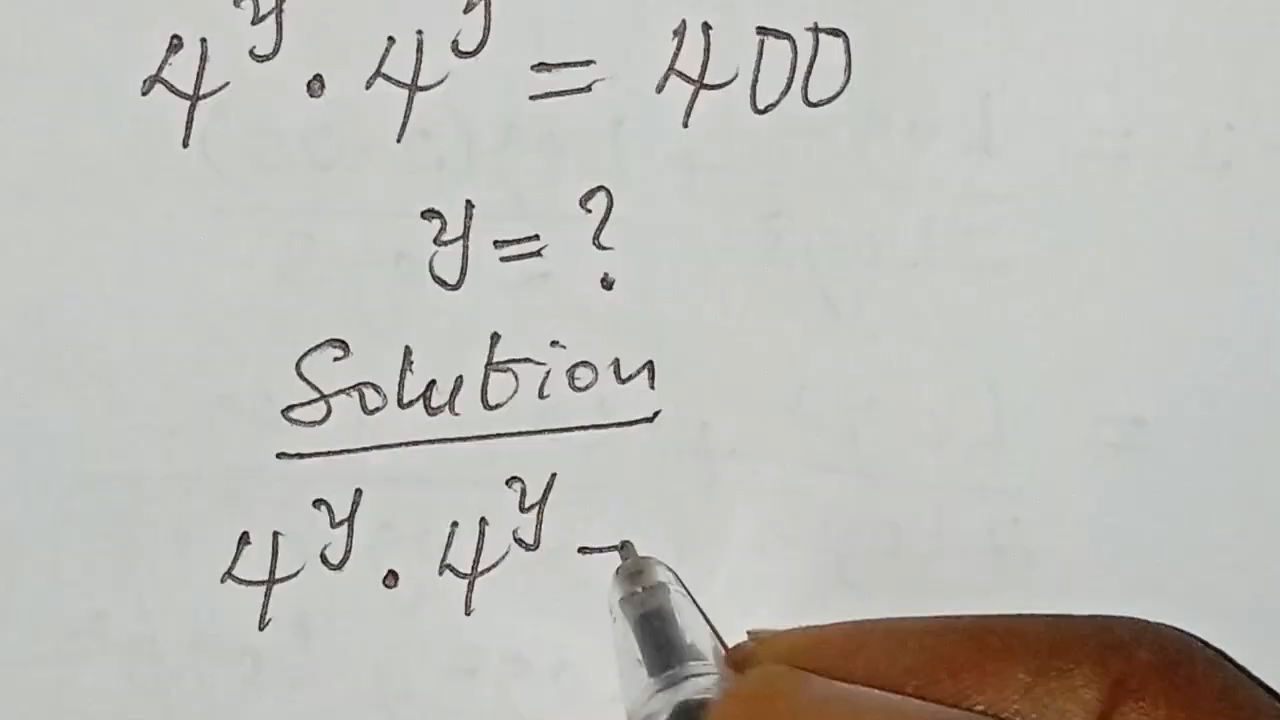 4^y · 4^y = 400
y = ?
Solution
4^y · 4^y -